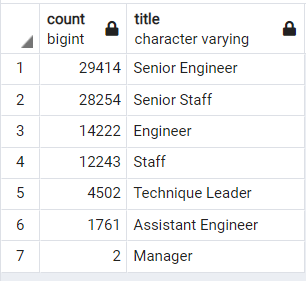 count title
bigint character varying
1 29414 Senior Engineer
2 28254 Senior Staff
3 14222 Engineer
4 12243 Staff
5 4502 Technique Leader
6 1761 Assistant Engineer
7 2 Manager